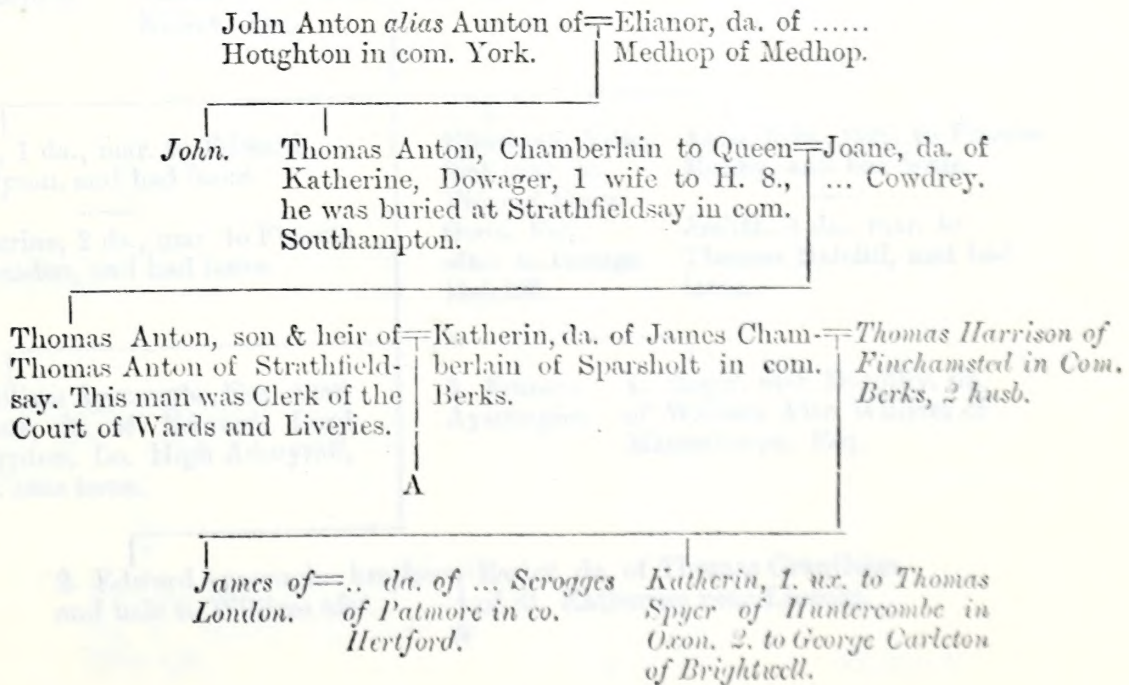 John Anton alias Aunton of=Elianor, da. of ......
Houghton in com. York. Medhop of Medhop.
John. Thomas Anton, Chamberlain to Queen=Joane, da. of
Katherine, Dowager, 1 wife to H. 8., ... Cowdrey.
he was buried at Strathfieldsay in com.
Southampton.
Thomas Anton, son & heir of=Katherin, da. of James Cham-=Thomas Harrison of
Thomas Anton of Strathfield- berlain of Sparsholt in com. Finchamsted in Com.
say. This man was Clerk of the Berks. Berks, 2 husb.
Court of Wards and Liveries.
A
James of=.. da. of ... Scrogges Katherin, 1. ux. to Thomas
London. of Patmore in co. Spyer of Huntercombe in
Hertford. Oxon. 2. to George Carleton
of Brightwell.